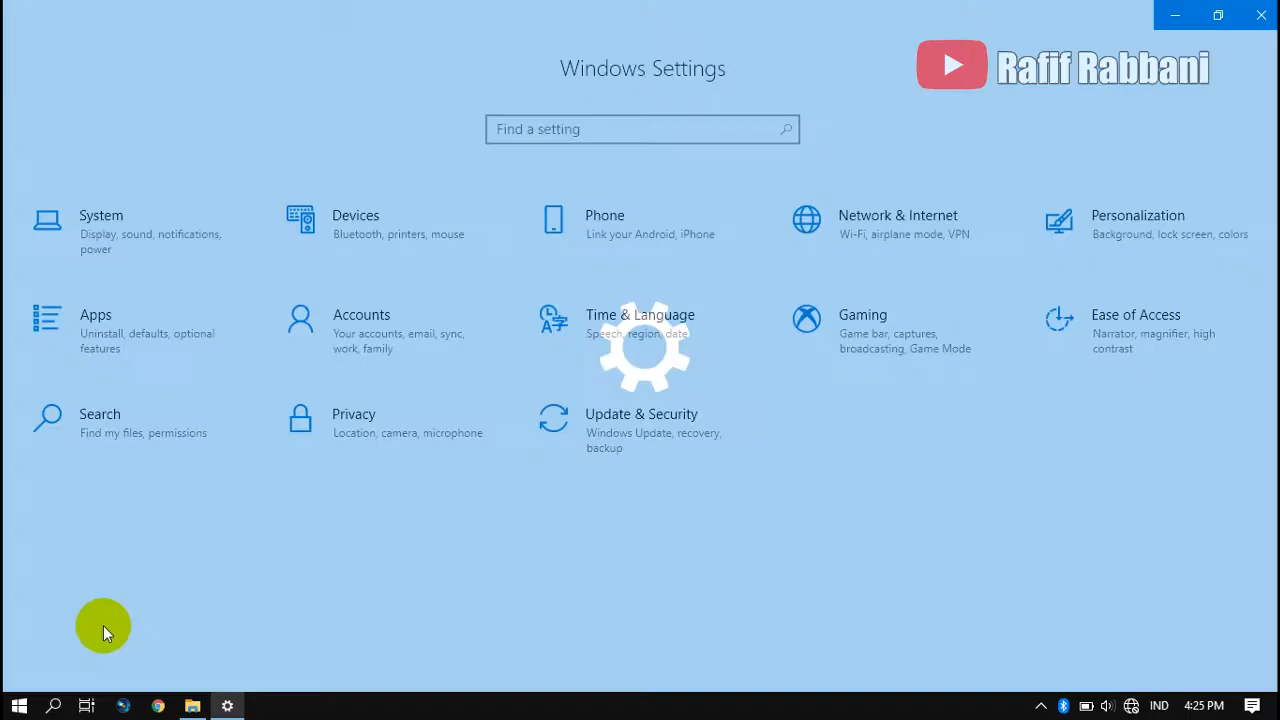 Rafif Rabbani
Windows Settings
Find a setting
System
Display, sound, notifications,
power
Devices
Bluetooth, printers, mouse
Phone
Link your Android, iPhone
Network & Internet
Wi-Fi, airplane mode, VPN
Personalization
Background, lock screen, colors
Apps
Uninstall, defaults, optional
features
Accounts
Your accounts, email, sync,
work, family
Time & Language
Speech, region, date
Gaming
Game bar, captures,
broadcasting, Game Mode
Ease of Access
Narrator, magnifier, high
contrast
Search
Find my files, permissions
Privacy
Location, camera, microphone
Update & Security
Windows Update, recovery,
backup
IND 4:25 PM